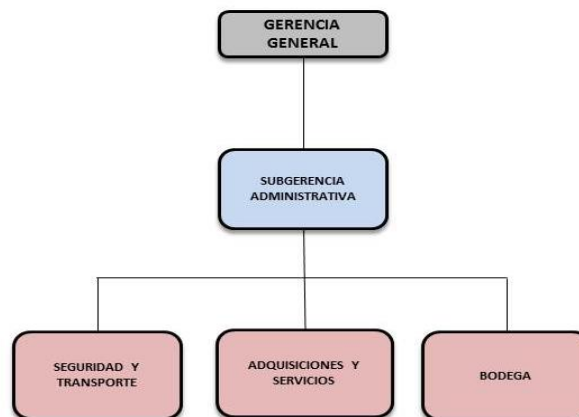 GERENCIA
GENERAL
SUBGERENCIA
ADMINISTRATIVA
SEGURIDAD Y
TRANSPORTE
ADQUISICIONES Y
SERVICIOS
BODEGA